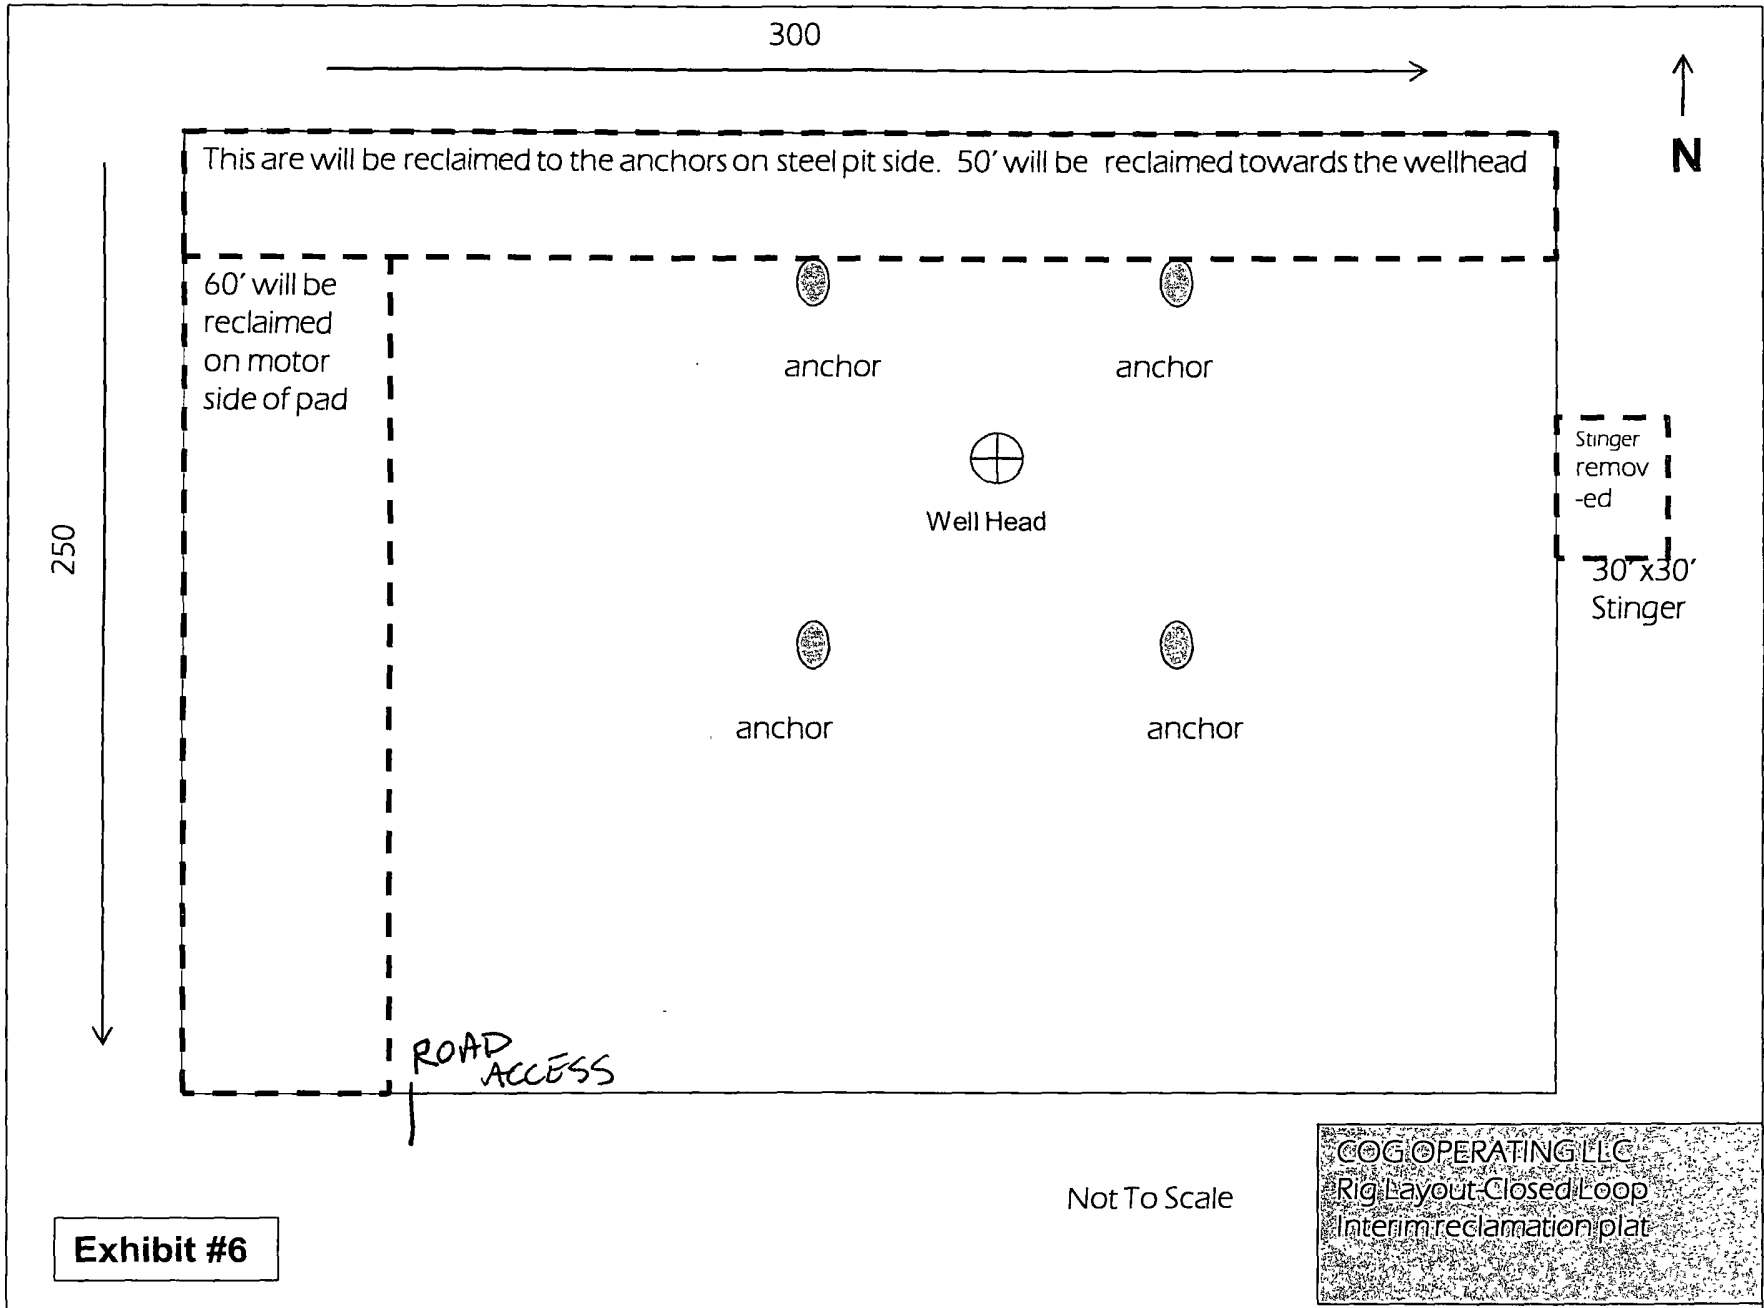 300
N
This are will be reclaimed to the anchors on steel pit side. 50' will be reclaimed towards the wellhead
60' will be
reclaimed
on motor
side of pad
anchor
anchor
Stinger
remov
-ed
Well Head
250
30'x30'
Stinger
anchor
anchor
ROAD
ACCESS
Not To Scale
COG OPERATING LLC
Rig Layout-Closed Loop
Interim reclamation plat
Exhibit #6